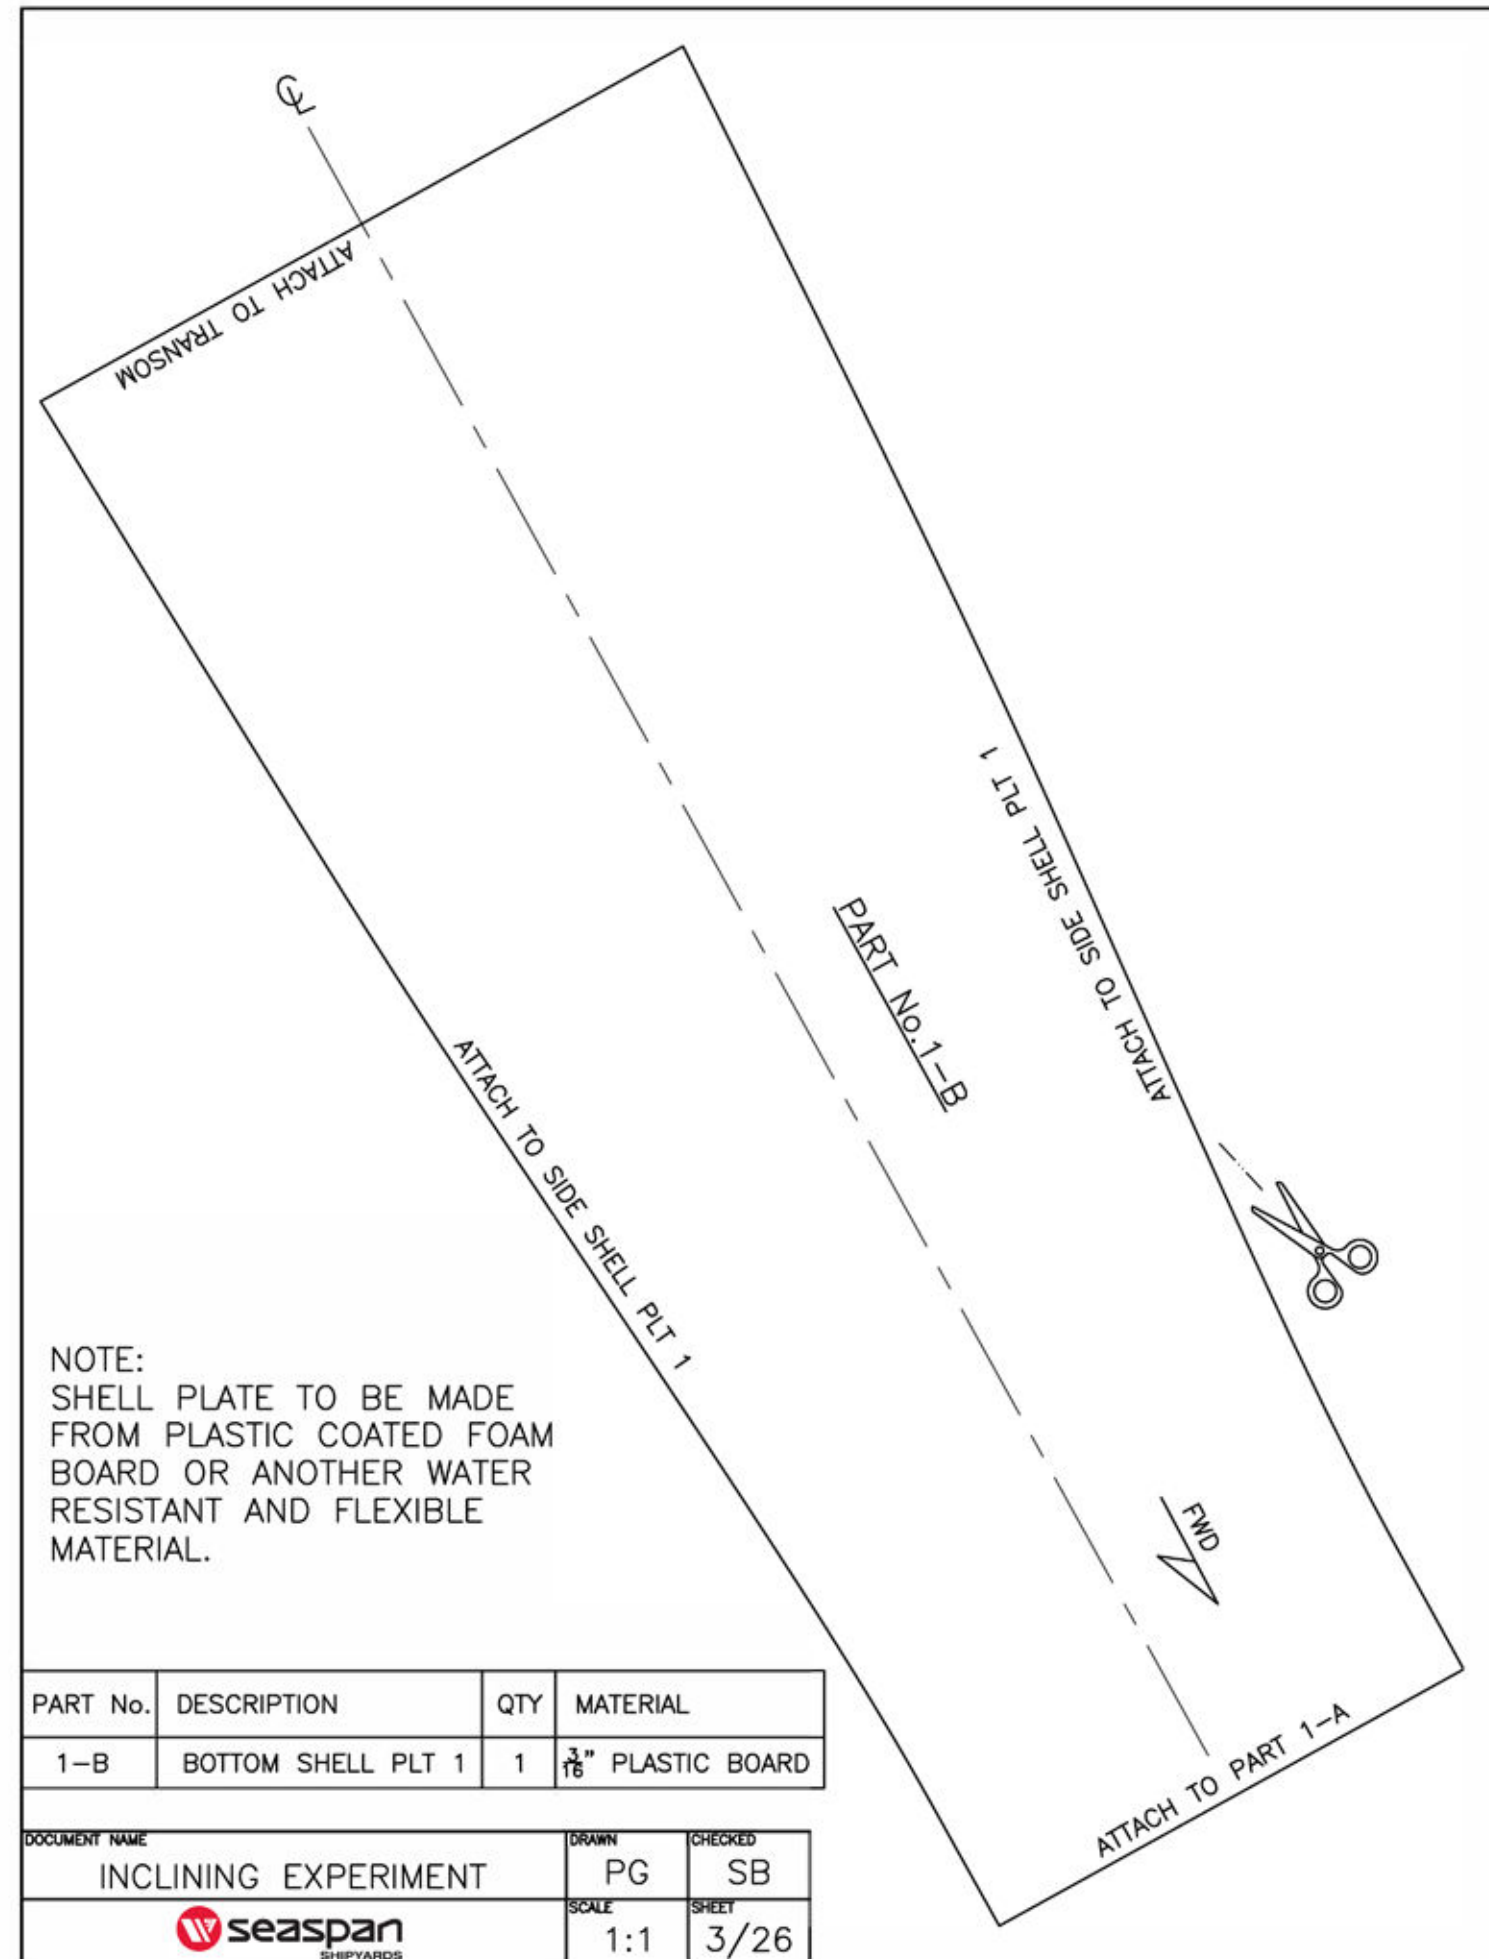 ℄
ATTACH TO TRANSOM
ATTACH TO SIDE SHELL PLT 1
PART No.1-B
ATTACH TO SIDE SHELL PLT 1
FWD
ATTACH TO PART 1-A
NOTE:
SHELL PLATE TO BE MADE
FROM PLASTIC COATED FOAM
BOARD OR ANOTHER WATER
RESISTANT AND FLEXIBLE
MATERIAL.
PART No. DESCRIPTION QTY MATERIAL
1-B BOTTOM SHELL PLT 1 1 3/16" PLASTIC BOARD
DOCUMENT NAME DRAWN CHECKED
INCLINING EXPERIMENT PG SB
SCALE SHEET
seaspan 1:1 3/26
SHIPYARDS